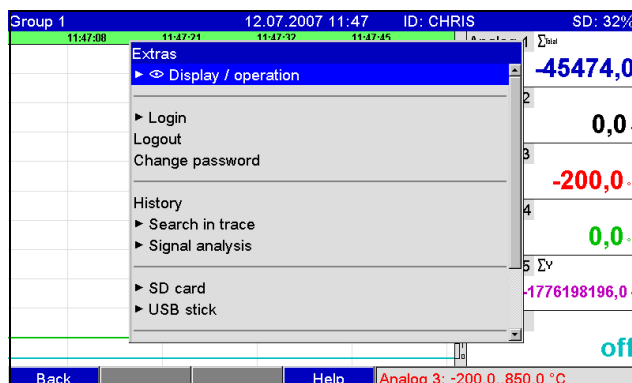 Group 1 12.07.2007 11:47 ID: CHRIS SD: 32%
11:47:08 11:47:21 11:47:32 11:47:45
1 ΣTotal
Extras
Display / operation
-45474,0
2
Login
0,0
Logout
3
Change password
-200,0
History
4
Search in trace
0,0
Signal analysis
5 ΣY
SD card
-1776198196,0
USB stick
off
Back Help Analog 3: -200.0..850.0 °C